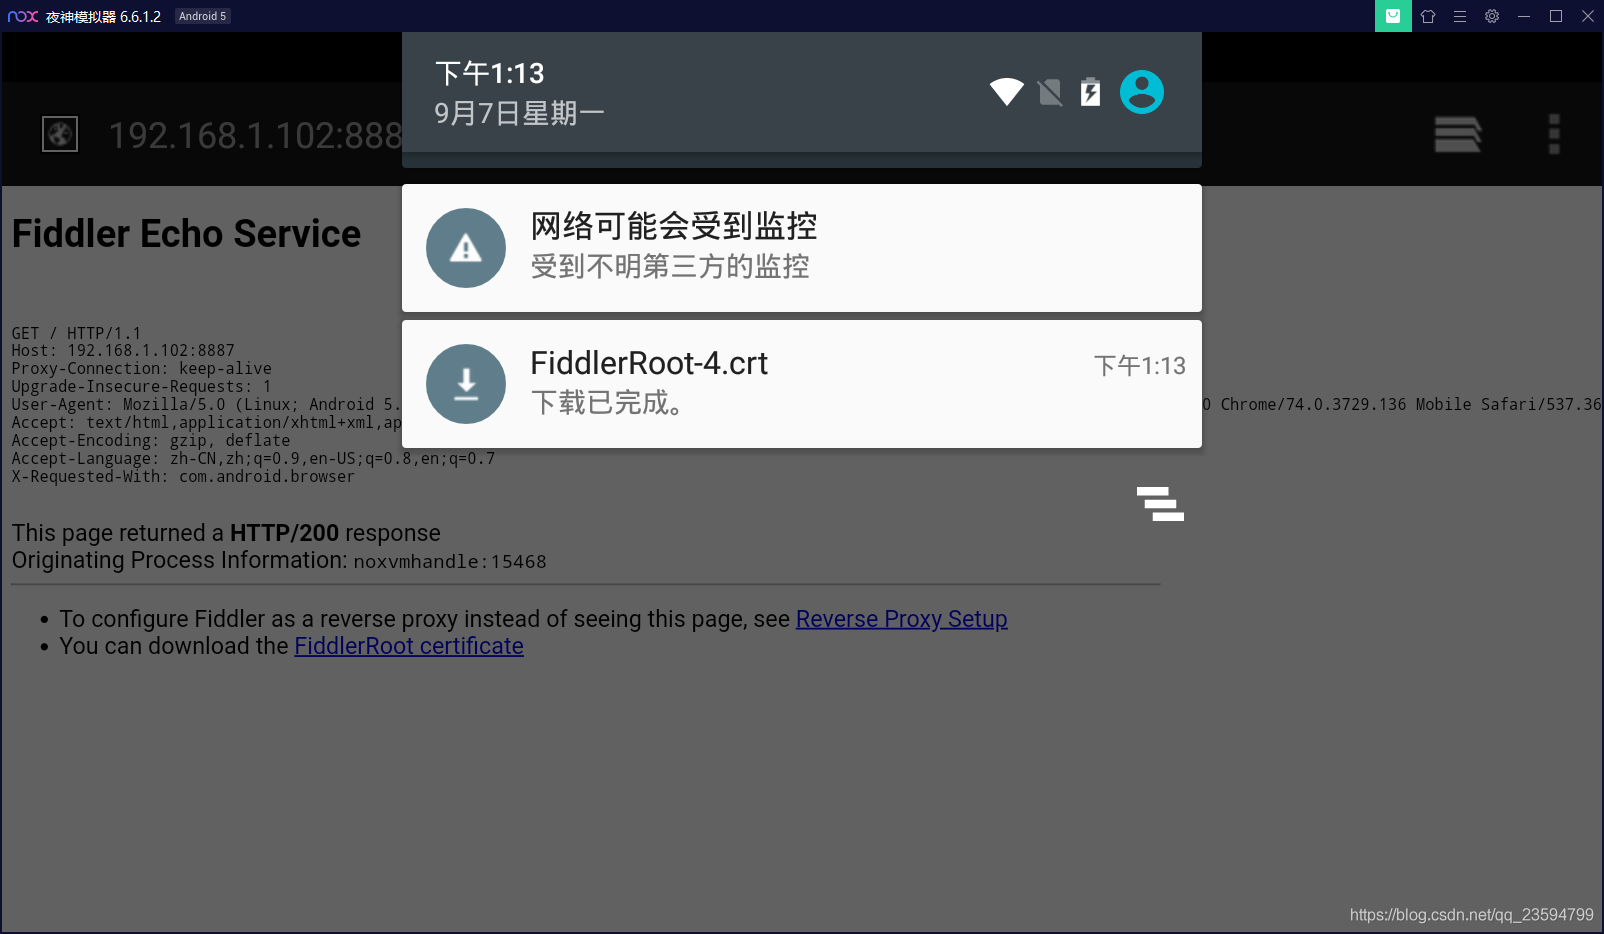 nox 夜神模拟器 6.6.1.2 Android 5
下午1:13
9月7日星期一
192.168.1.102:888
网络可能会受到监控
受到不明第三方的监控
FiddlerRoot-4.crt 下午1:13
下载已完成。
Fiddler Echo Service
GET / HTTP/1.1
Host: 192.168.1.102:8887
Proxy-Connection: keep-alive
Upgrade-Insecure-Requests: 1
User-Agent: Mozilla/5.0 (Linux; Android 5. 0 Chrome/74.0.3729.136 Mobile Safari/537.36
Accept: text/html,application/xhtml+xml,ap
Accept-Encoding: gzip, deflate
Accept-Language: zh-CN,zh;q=0.9,en-US;q=0.8,en;q=0.7
X-Requested-With: com.android.browser
This page returned a HTTP/200 response
Originating Process Information: noxvmhandle:15468
• To configure Fiddler as a reverse proxy instead of seeing this page, see Reverse Proxy Setup
• You can download the FiddlerRoot certificate
https://blog.csdn.net/qq_23594799